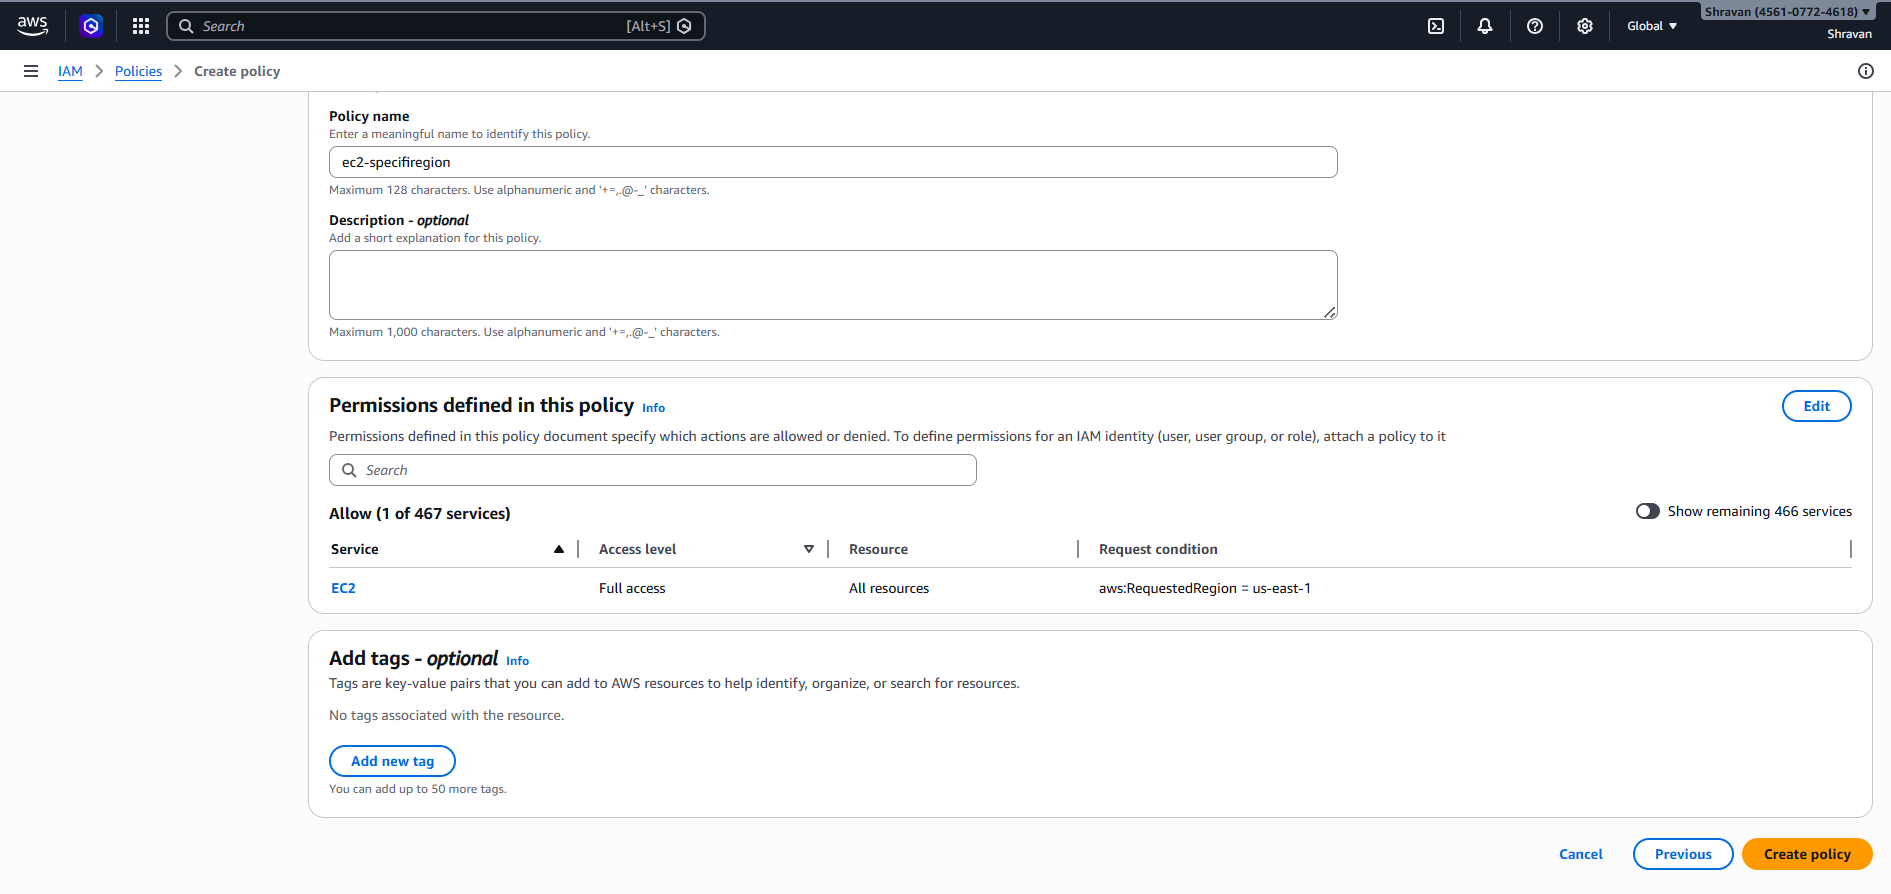 aws
Search [Alt+S]
Global
Shravan (4561-0772-4618)
Shravan
IAM Policies Create policy
Policy name
Enter a meaningful name to identify this policy.
ec2-specifiregion
Maximum 128 characters. Use alphanumeric and '+=,.@-_' characters.
Description - optional
Add a short explanation for this policy.
Maximum 1,000 characters. Use alphanumeric and '+=,.@-_' characters.
Permissions defined in this policy Info
Edit
Permissions defined in this policy document specify which actions are allowed or denied. To define permissions for an IAM identity (user, user group, or role), attach a policy to it
Search
Allow (1 of 467 services)
Show remaining 466 services
Service Access level Resource Request condition
EC2 Full access All resources aws:RequestedRegion = us-east-1
Add tags - optional Info
Tags are key-value pairs that you can add to AWS resources to help identify, organize, or search for resources.
No tags associated with the resource.
Add new tag
You can add up to 50 more tags.
Cancel Previous Create policy